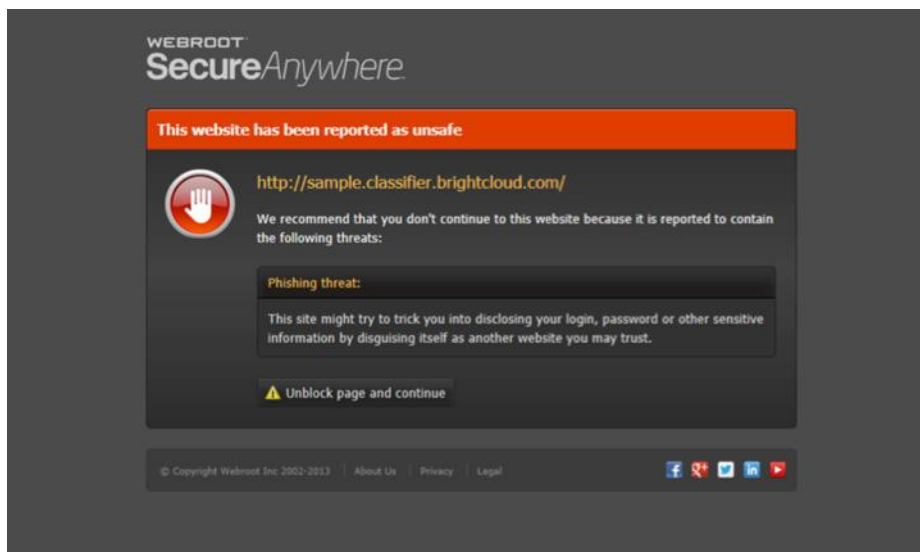 WEBROOT
SecureAnywhere
This website has been reported as unsafe
http://sample.classifier.brightcloud.com/
We recommend that you don't continue to this website because it is reported to contain
the following threats:
Phishing threat:
This site might try to trick you into disclosing your login, password or other sensitive
information by disguising itself as another website you may trust.
Unblock page and continue
© Copyright Webroot Inc 2002-2013 | About Us | Privacy | Legal